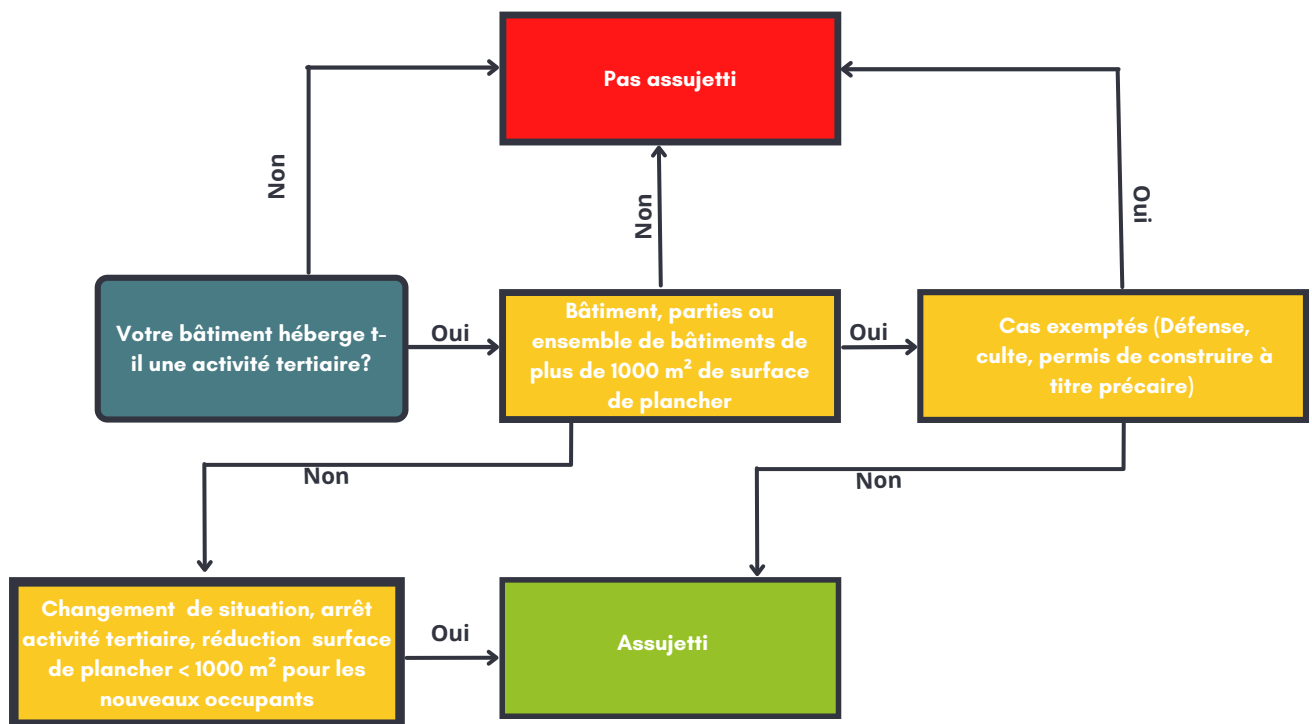 Pas assujetti
Non
Non
Oui
Votre bâtiment héberge t-
il une activité tertiaire?
Oui
Bâtiment, parties ou
ensemble de bâtiments de
plus de 1000 m² de surface
de plancher
Oui
Cas exemptés (Défense,
culte, permis de construire à
titre précaire)
Non
Non
Changement de situation, arrêt
activité tertiaire, réduction surface
de plancher < 1000 m² pour les
nouveaux occupants
Oui
Assujetti